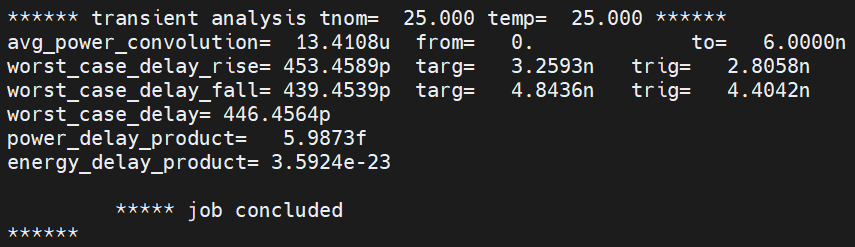 ****** transient analysis tnom=  25.000 temp=  25.000 ******
avg_power_convolution=  13.4108u  from=   0.             to=   6.0000n
worst_case_delay_rise= 453.4589p  targ=   3.2593n   trig=   2.8058n
worst_case_delay_fall= 439.4539p  targ=   4.8436n   trig=   4.4042n
worst_case_delay= 446.4564p
power_delay_product=   5.9873f
energy_delay_product= 3.5924e-23
***** job concluded
******